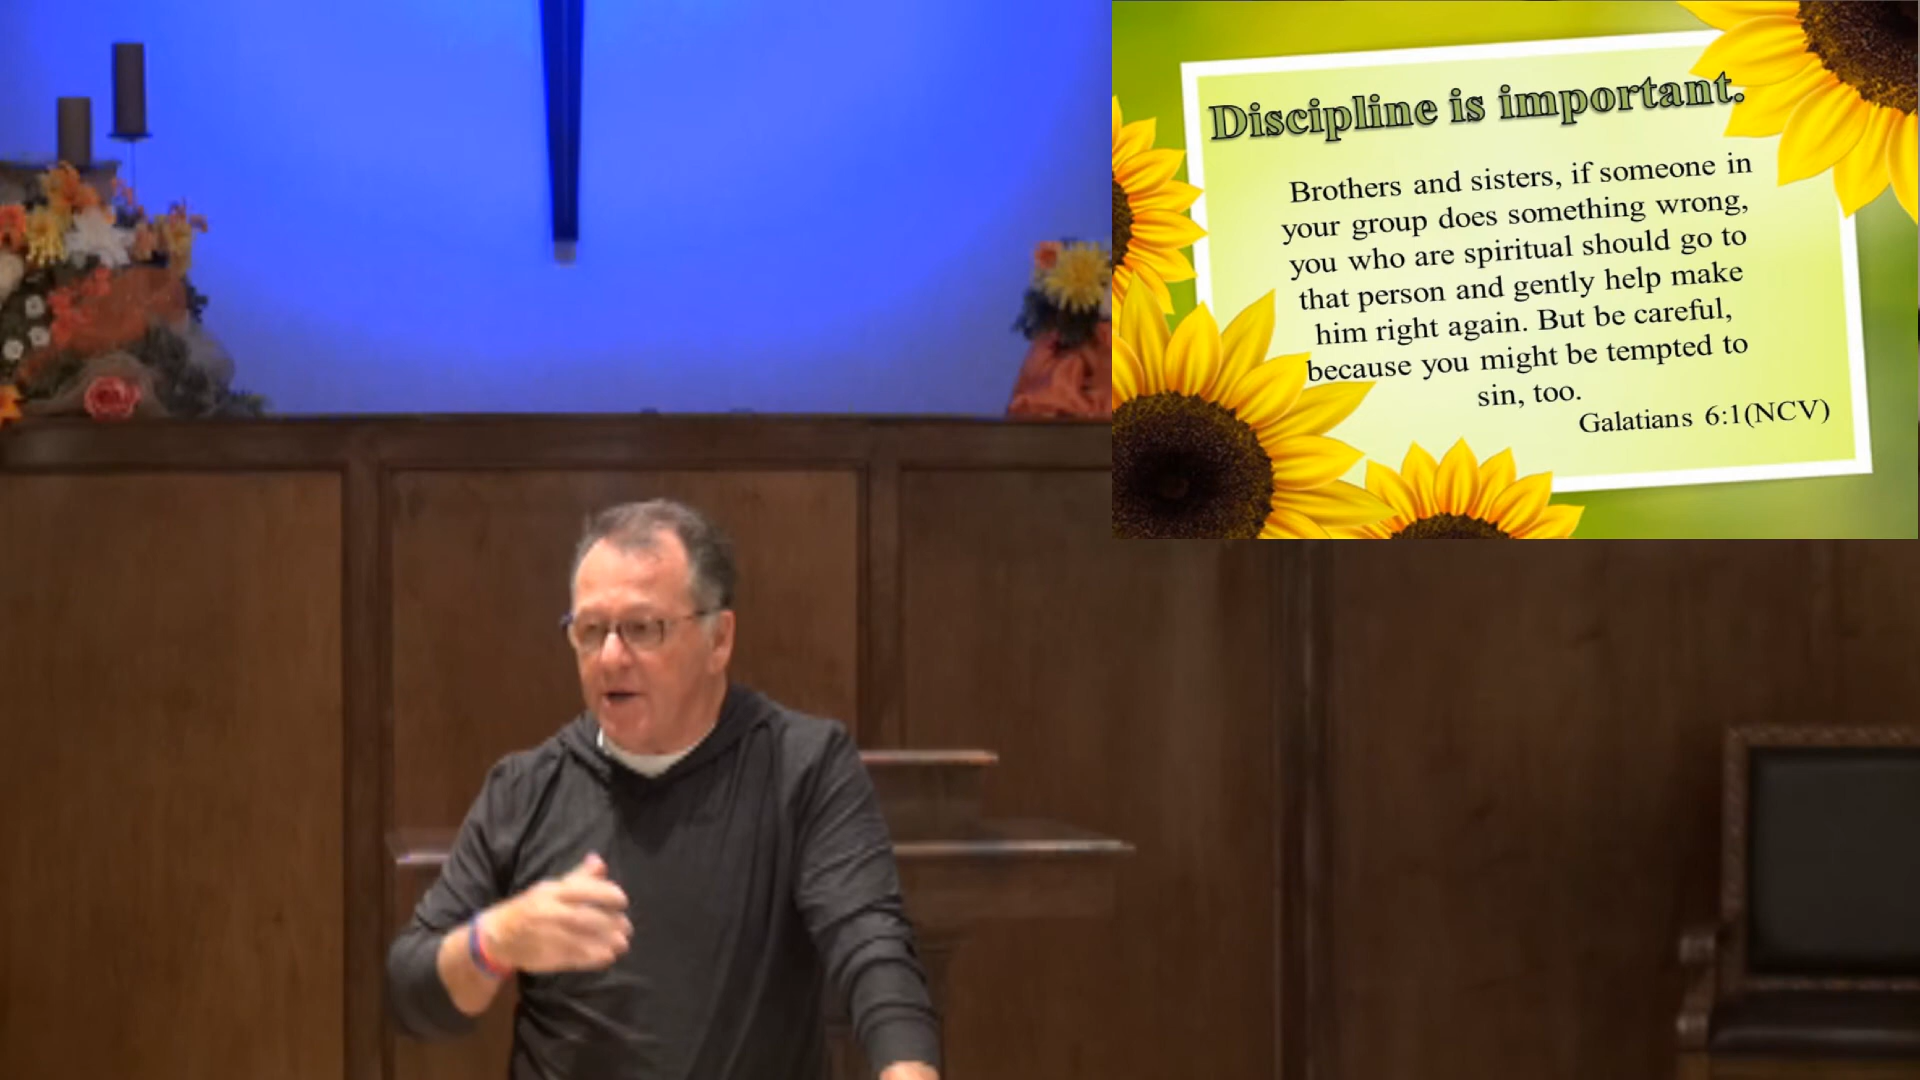 Discipline is important.
Brothers and sisters, if someone in
your group does something wrong,
you who are spiritual should go to
that person and gently help make
him right again. But be careful,
because you might be tempted to
sin, too.
Galatians 6:1(NCV)